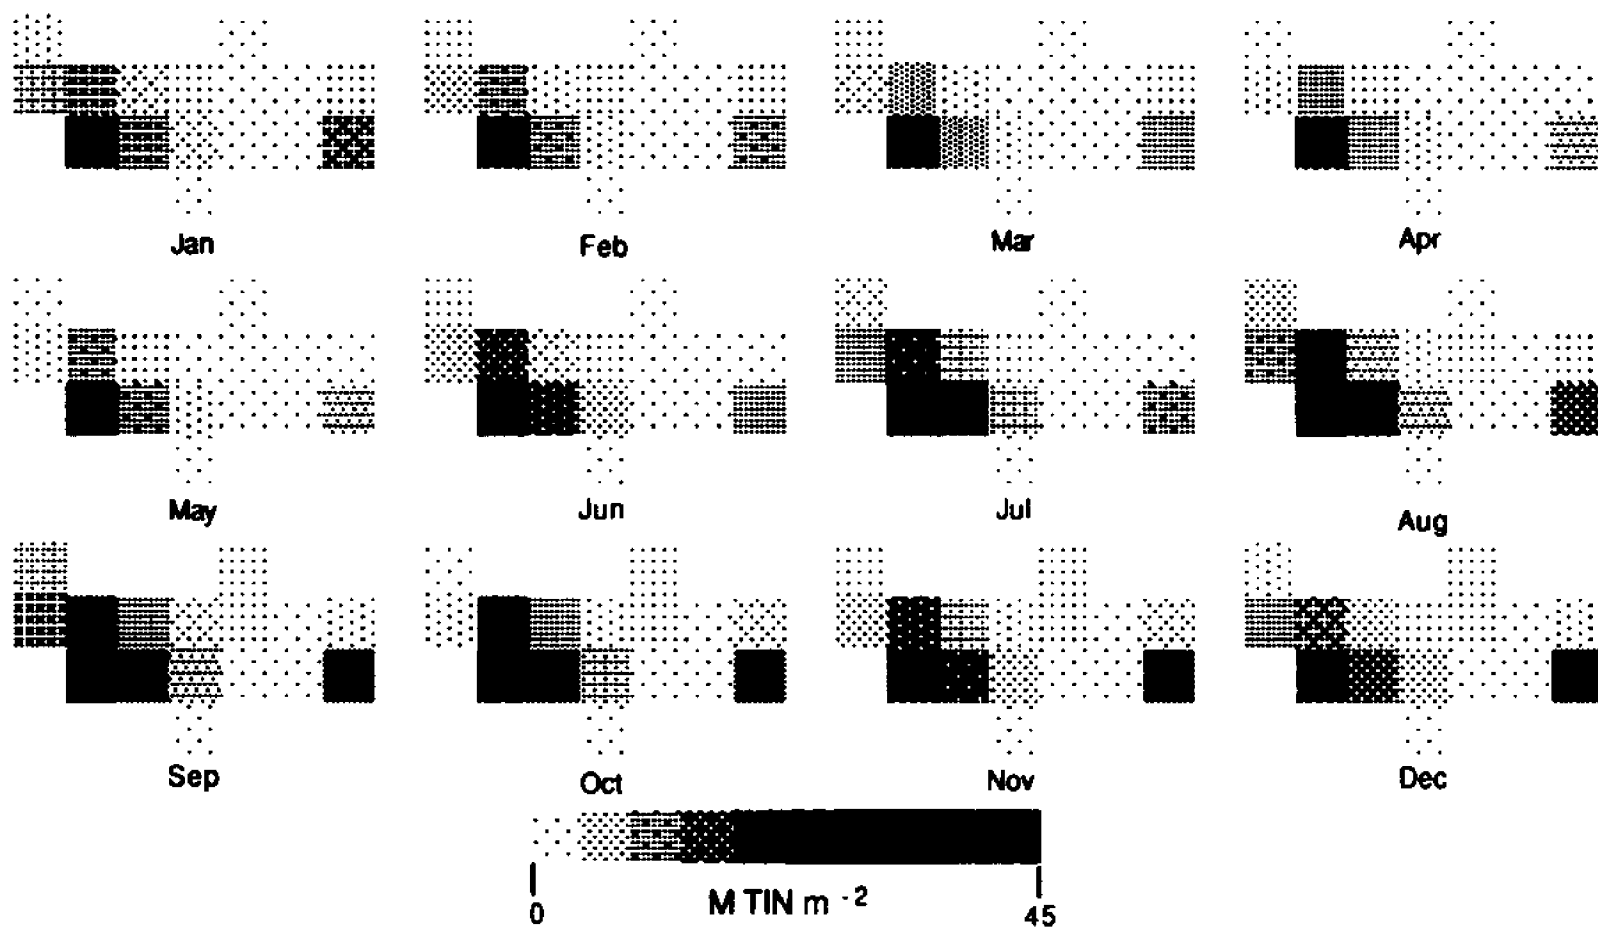 Jan Feb Mar Apr
May Jun Jul Aug
Sep Oct Nov Dec
M TIN m -2
0 45